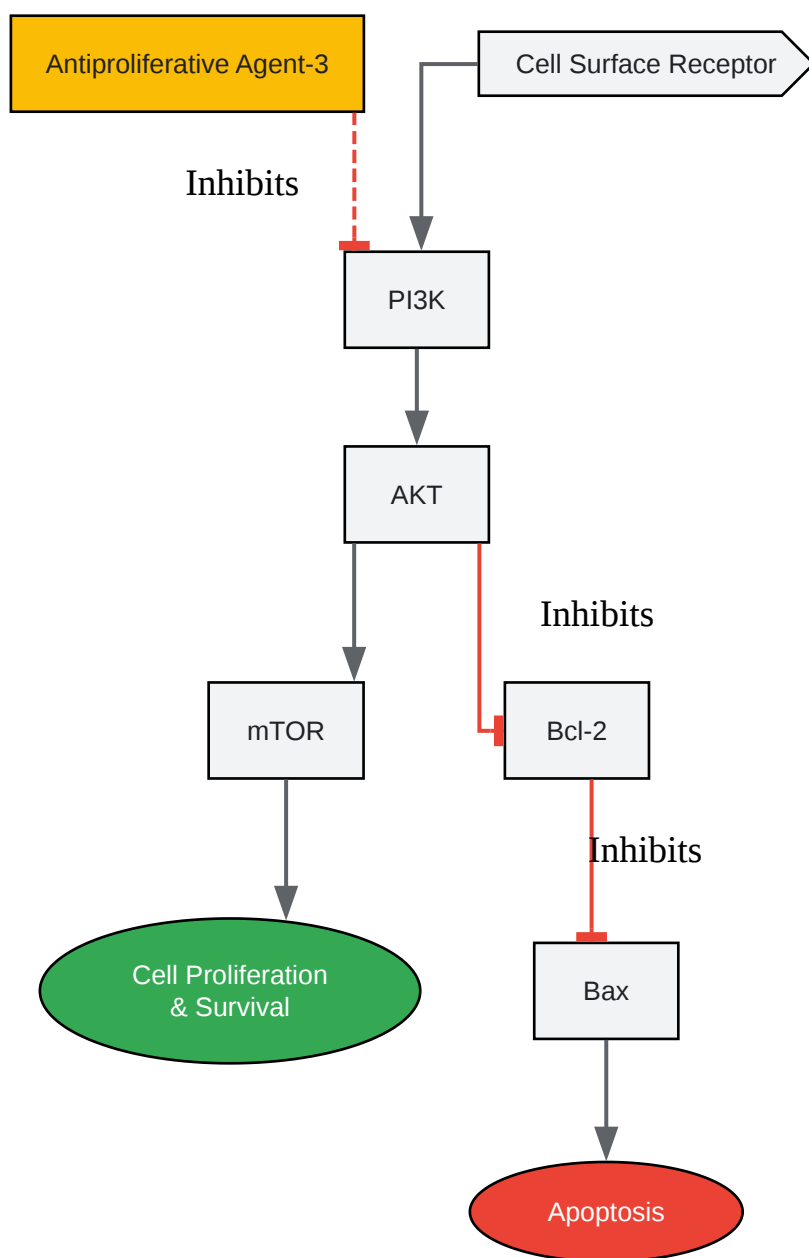 Antiproliferative Agent-3
Cell Surface Receptor
Inhibits
PI3K
AKT
Inhibits
mTOR
Bcl-2
Inhibits
Cell Proliferation
& Survival
Bax
Apoptosis